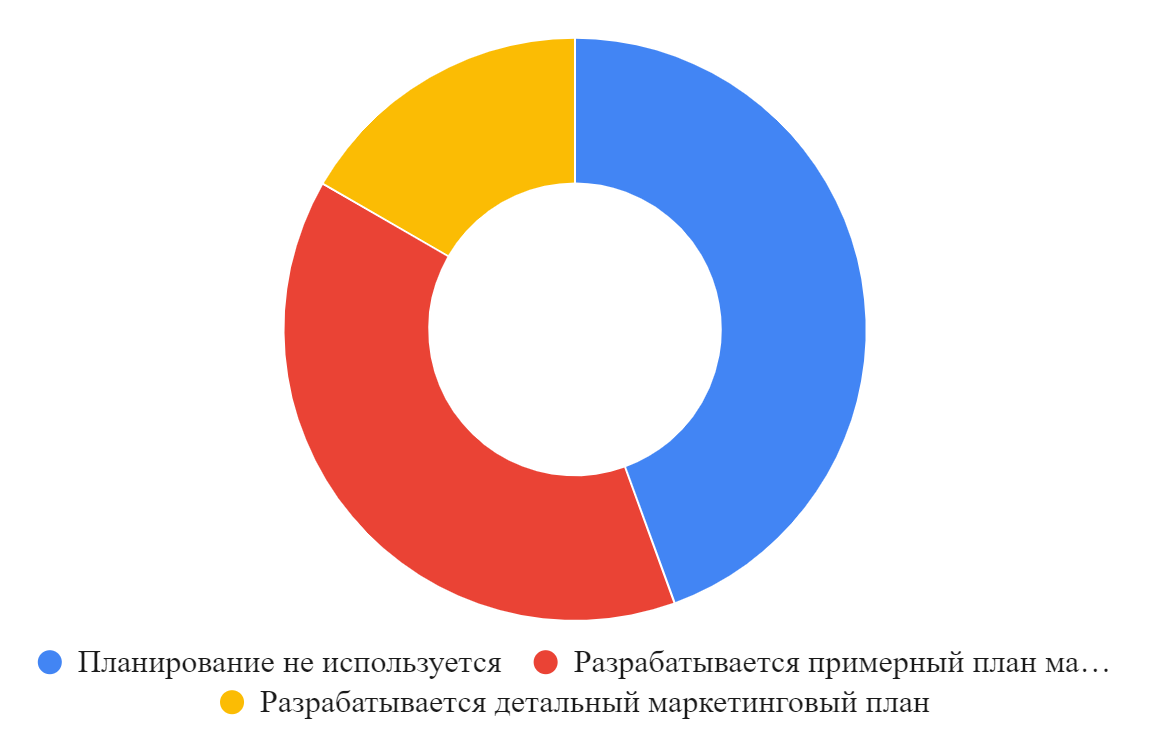 Планирование не используется Разрабатывается примерный план ма…
Разрабатывается детальный маркетинговый план